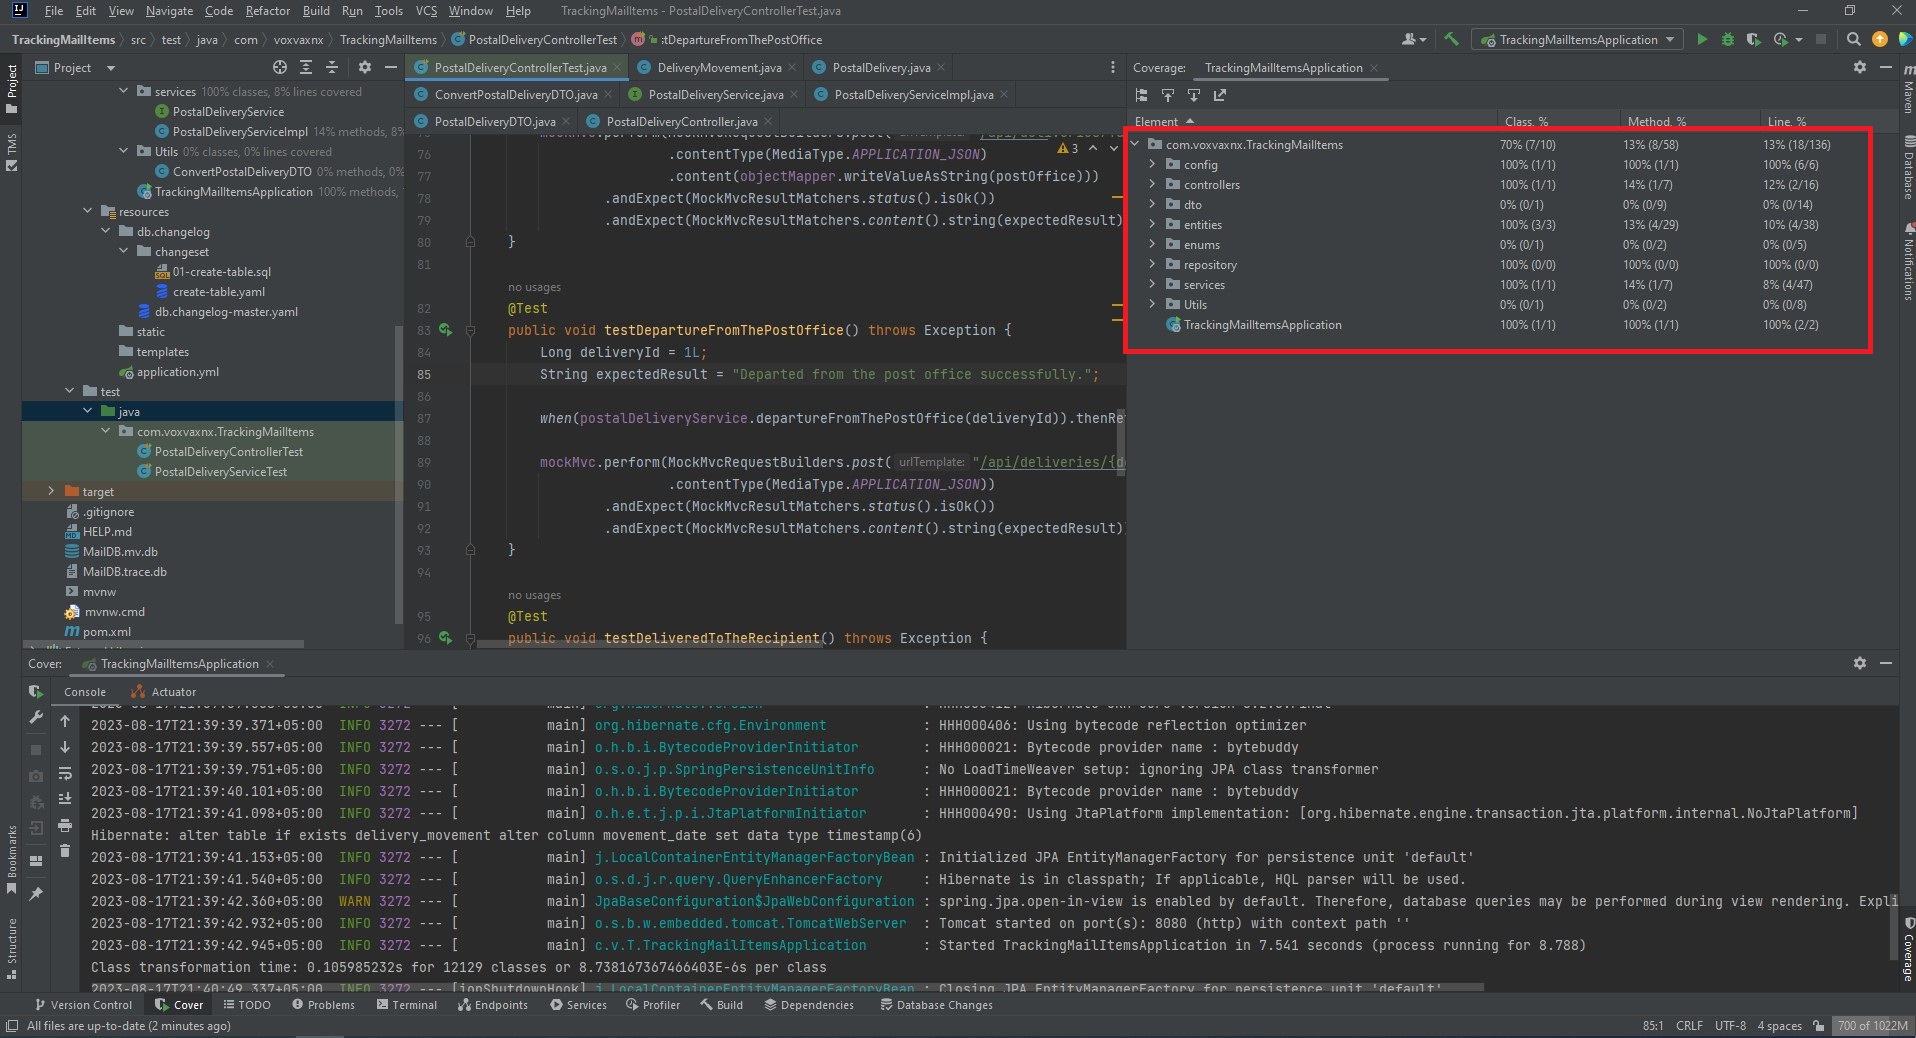 File Edit View Navigate Code Refactor Build Run Tools VCS Window Help TrackingMailItems - PostalDeliveryControllerTest.java
TrackingMailItems src test java com voxvaxnx TrackingMailItems PostalDeliveryControllerTest tDepartureFromThePostOffice TrackingMailItemsApplication
Project
services 100% classes, 8% lines covered
PostalDeliveryService
PostalDeliveryServiceImpl 14% methods, 8%
Utils 0% classes, 0% lines covered
ConvertPostalDeliveryDTO 0% methods, 0%
TrackingMailItemsApplication 100% methods,
resources
db.changelog
changeset
01-create-table.sql
create-table.yaml
db.changelog-master.yaml
static
templates
application.yml
test
java
com.voxvaxnx.TrackingMailItems
PostalDeliveryControllerTest
PostalDeliveryServiceTest
target
.gitignore
HELP.md
MailDB.mv.db
MailDB.trace.db
mvnw
mvnw.cmd
pom.xml
Project
TMS
Bookmarks
Structure
PostalDeliveryControllerTest.java DeliveryMovement.java PostalDelivery.java
ConvertPostalDeliveryDTO.java PostalDeliveryService.java PostalDeliveryServiceImpl.java
PostalDeliveryDTO.java PostalDeliveryController.java
3
76 .contentType(MediaType.APPLICATION_JSON)
77 .content(objectMapper.writeValueAsString(postOffice)))
78 .andExpect(MockMvcResultMatchers.status().isOk())
79 .andExpect(MockMvcResultMatchers.content().string(expectedResult)
80 }
81
no usages
82 @Test
83 public void testDepartureFromThePostOffice() throws Exception {
84 Long deliveryId = 1L;
85 String expectedResult = "Departed from the post office successfully.";
86
87 when(postalDeliveryService.departureFromThePostOffice(deliveryId)).thenRe
88
89 mockMvc.perform(MockMvcRequestBuilders.post( urlTemplate: "/api/deliveries/{d
90 .contentType(MediaType.APPLICATION_JSON))
91 .andExpect(MockMvcResultMatchers.status().isOk())
92 .andExpect(MockMvcResultMatchers.content().string(expectedResult)
93 }
94
no usages
95 @Test
96 public void testDeliveredToTheRecipient() throws Exception {
Coverage: TrackingMailItemsApplication
Element Class, % Method, % Line, %
com.voxvaxnx.TrackingMailItems 70% (7/10) 13% (8/58) 13% (18/136)
config 100% (1/1) 100% (1/1) 100% (6/6)
controllers 100% (1/1) 14% (1/7) 12% (2/16)
dto 0% (0/1) 0% (0/9) 0% (0/14)
entities 100% (3/3) 13% (4/29) 10% (4/38)
enums 0% (0/1) 0% (0/2) 0% (0/5)
repository 100% (0/0) 100% (0/0) 100% (0/0)
services 100% (1/1) 14% (1/7) 8% (4/47)
Utils 0% (0/1) 0% (0/2) 0% (0/8)
TrackingMailItemsApplication 100% (1/1) 100% (1/1) 100% (2/2)
Maven
Database
Notifications
Coverage
Cover: TrackingMailItemsApplication
Console Actuator
2023-08-17T21:39:39.371+05:00 INFO 3272 --- [ main] org.hibernate.cfg.Environment : HHH000406: Using bytecode reflection optimizer
2023-08-17T21:39:39.557+05:00 INFO 3272 --- [ main] o.h.b.i.BytecodeProviderInitiator : HHH000021: Bytecode provider name : bytebuddy
2023-08-17T21:39:39.751+05:00 INFO 3272 --- [ main] o.s.o.j.p.SpringPersistenceUnitInfo : No LoadTimeWeaver setup: ignoring JPA class transformer
2023-08-17T21:39:40.101+05:00 INFO 3272 --- [ main] o.h.b.i.BytecodeProviderInitiator : HHH000021: Bytecode provider name : bytebuddy
2023-08-17T21:39:41.098+05:00 INFO 3272 --- [ main] o.h.e.t.j.p.i.JtaPlatformInitiator : HHH000490: Using JtaPlatform implementation: [org.hibernate.engine.transaction.jta.platform.internal.NoJtaPlatform]
Hibernate: alter table if exists delivery_movement alter column movement_date set data type timestamp(6)
2023-08-17T21:39:41.153+05:00 INFO 3272 --- [ main] j.LocalContainerEntityManagerFactoryBean : Initialized JPA EntityManagerFactory for persistence unit 'default'
2023-08-17T21:39:41.540+05:00 INFO 3272 --- [ main] o.s.d.j.r.query.QueryEnhancerFactory : Hibernate is in classpath; If applicable, HQL parser will be used.
2023-08-17T21:39:42.360+05:00 WARN 3272 --- [ main] JpaBaseConfiguration$JpaWebConfiguration : spring.jpa.open-in-view is enabled by default. Therefore, database queries may be performed during view rendering. Expli
2023-08-17T21:39:42.932+05:00 INFO 3272 --- [ main] o.s.b.w.embedded.tomcat.TomcatWebServer : Tomcat started on port(s): 8080 (http) with context path ''
2023-08-17T21:39:42.945+05:00 INFO 3272 --- [ main] c.v.T.TrackingMailItemsApplication : Started TrackingMailItemsApplication in 7.541 seconds (process running for 8.788)
Class transformation time: 0.105985232s for 12129 classes or 8.738167367466403E-6s per class
2023-08-17T21:40:49.337+05:00 INFO 3272 --- [ionShutdownHook] j.LocalContainerEntityManagerFactoryBean : Closing JPA EntityManagerFactory for persistence unit 'default'
Version Control Cover TODO Problems Terminal Endpoints Services Profiler Build Dependencies Database Changes
All files are up-to-date (2 minutes ago) 85:1 CRLF UTF-8 4 spaces 700 of 1022M